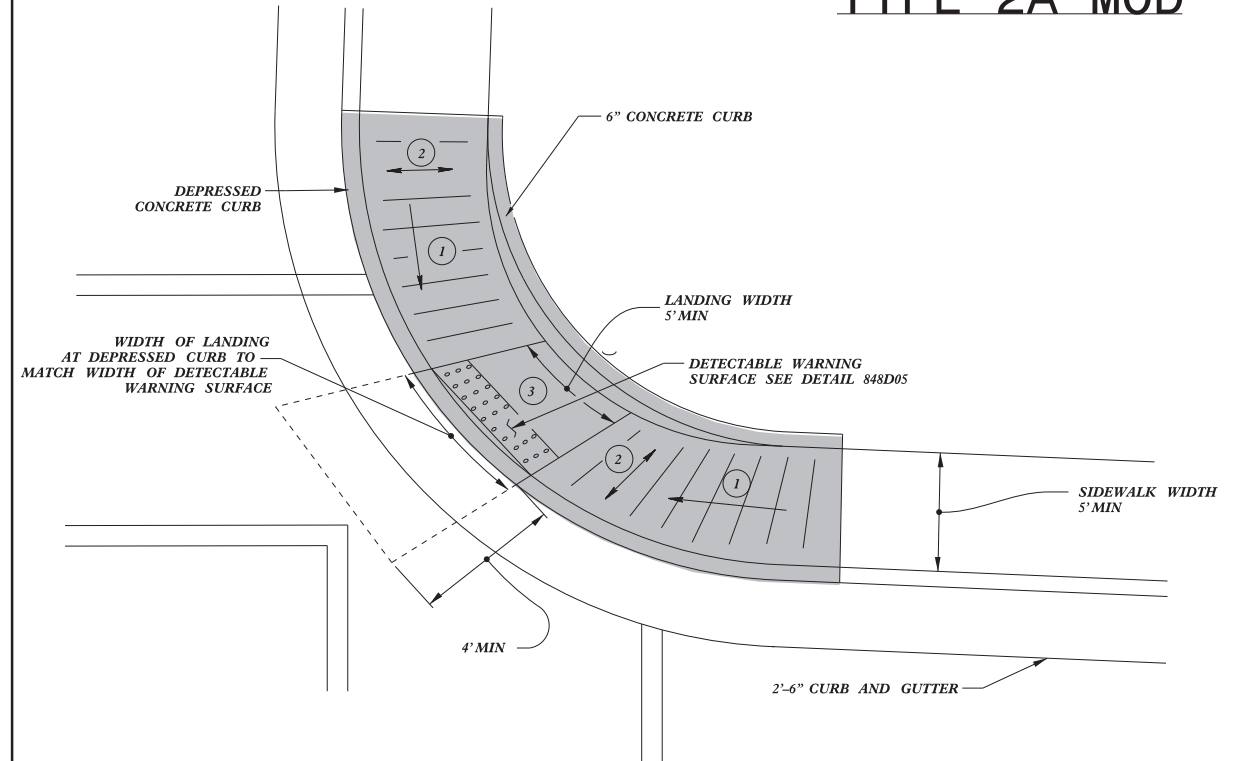 TYPE 2A MOD
6” CONCRETE CURB
2
DEPRESSED
CONCRETE CURB
1
LANDING WIDTH
5’ MIN
WIDTH OF LANDING
AT DEPRESSED CURB TO
MATCH WIDTH OF DETECTABLE
WARNING SURFACE
DETECTABLE WARNING
SURFACE SEE DETAIL 848D05
3
2
1
SIDEWALK WIDTH
5’ MIN
4’ MIN
2’–6” CURB AND GUTTER